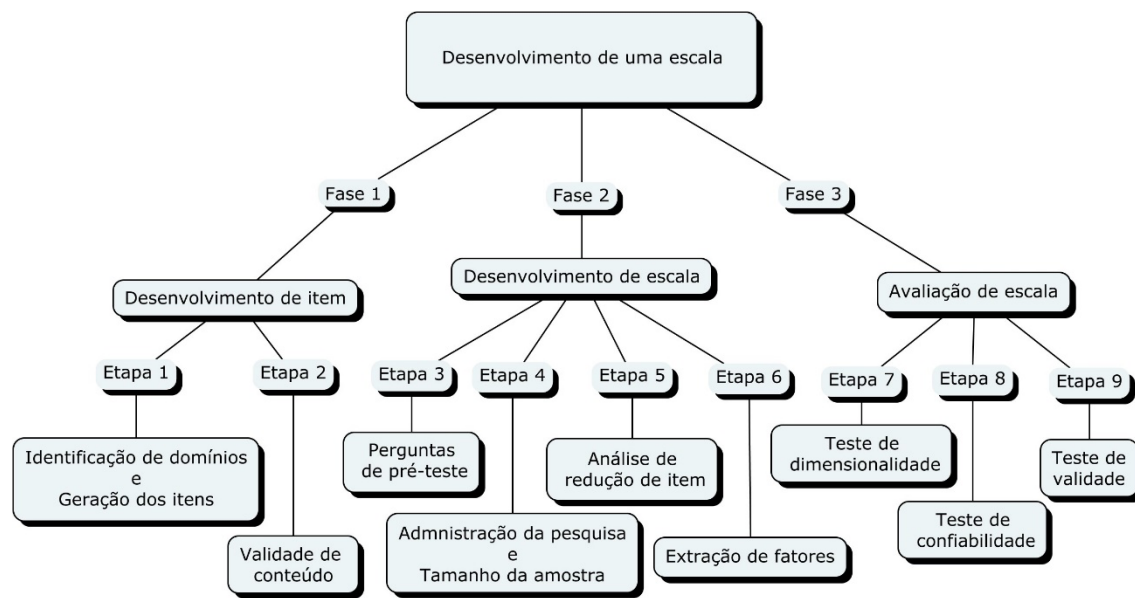 Desenvolvimento de uma escala
Fase 1
Fase 2
Fase 3
Desenvolvimento de item
Desenvolvimento de escala
Avaliação de escala
Etapa 1
Etapa 2
Etapa 3
Etapa 4
Etapa 5
Etapa 6
Etapa 7
Etapa 8
Etapa 9
Identificação de domínios
e
Geração dos itens
Validade de
conteúdo
Perguntas
de pré-teste
Admnistração da pesquisa
e
Tamanho da amostra
Análise de
redução de item
Extração de fatores
Teste de
dimensionalidade
Teste de
confiabilidade
Teste de
validade